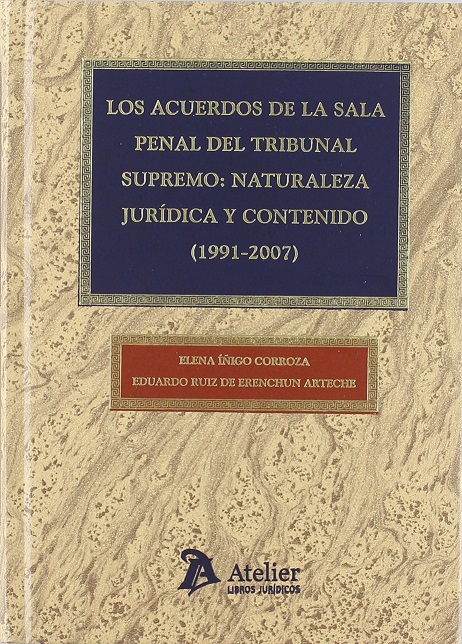 LOS ACUERDOS DE LA SALA
PENAL DEL TRIBUNAL
SUPREMO: NATURALEZA
JURÍDICA Y CONTENIDO
(1991-2007)
ELENA ÍÑIGO CORROZA
EDUARDO RUIZ DE ERENCHUN ARTECHE
Atelier
LIBROS JURÍDICOS